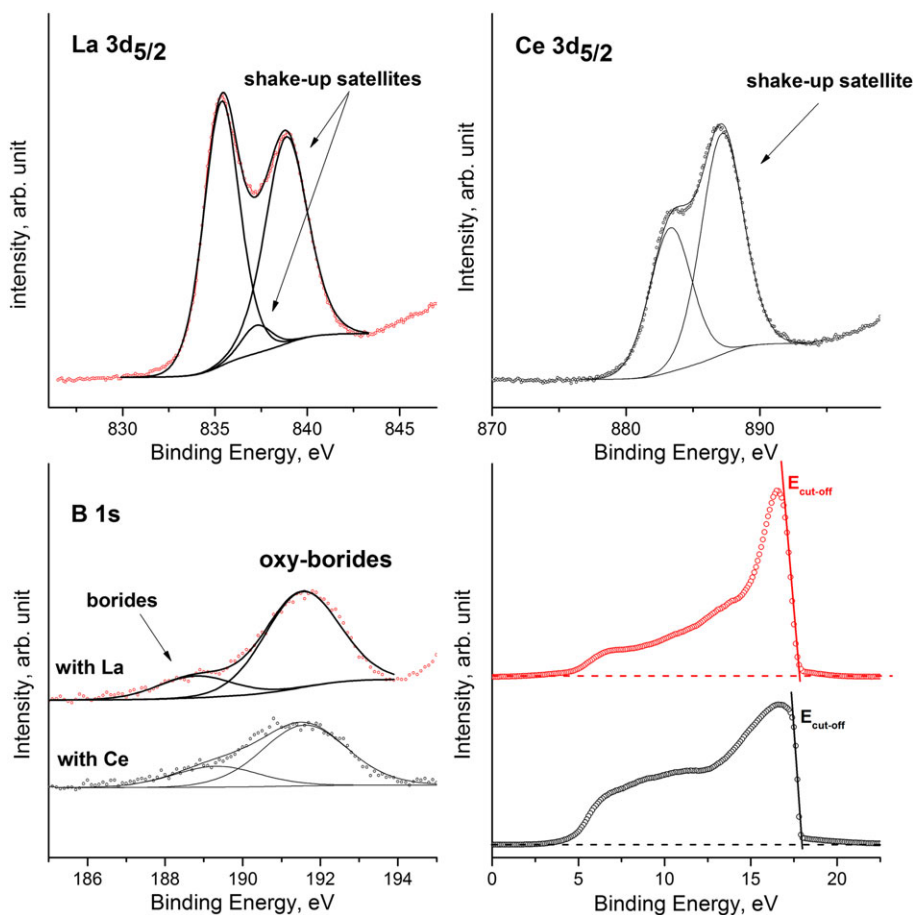 La 3d5/2
shake-up satellites
intensity, arb. unit
830 835 840 845
Binding Energy, eV
Ce 3d5/2
shake-up satellite
Intensity, arb. unit
870 880 890
Binding Energy, eV
B 1s
oxy-borides
borides
with La
with Ce
Intensity, arb. unit
186 188 190 192 194
Binding Energy, eV
Ecut-off
Ecut-off
Intensity, arb. unit
0 5 10 15 20
Binding Energy, eV